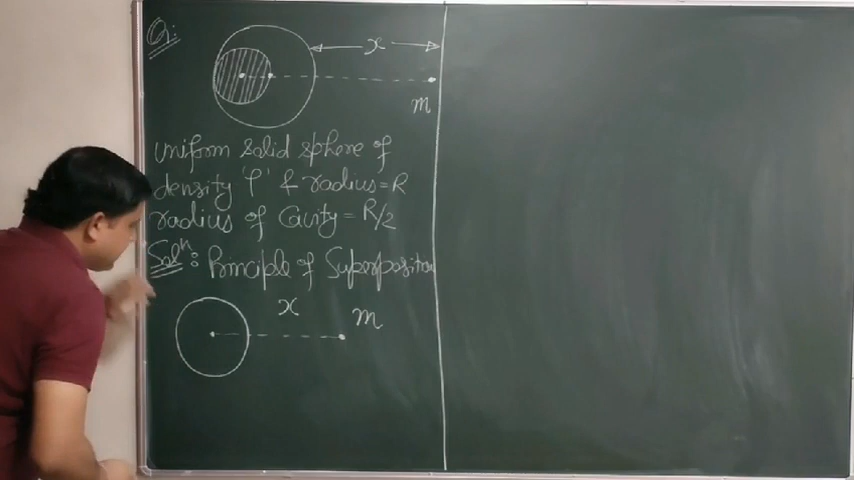 Q:
x
m
Uniform Solid sphere of
density 'ρ' & radius = R
radius of Cavity = R/2
Solⁿ: Principle of Superposition
x
m